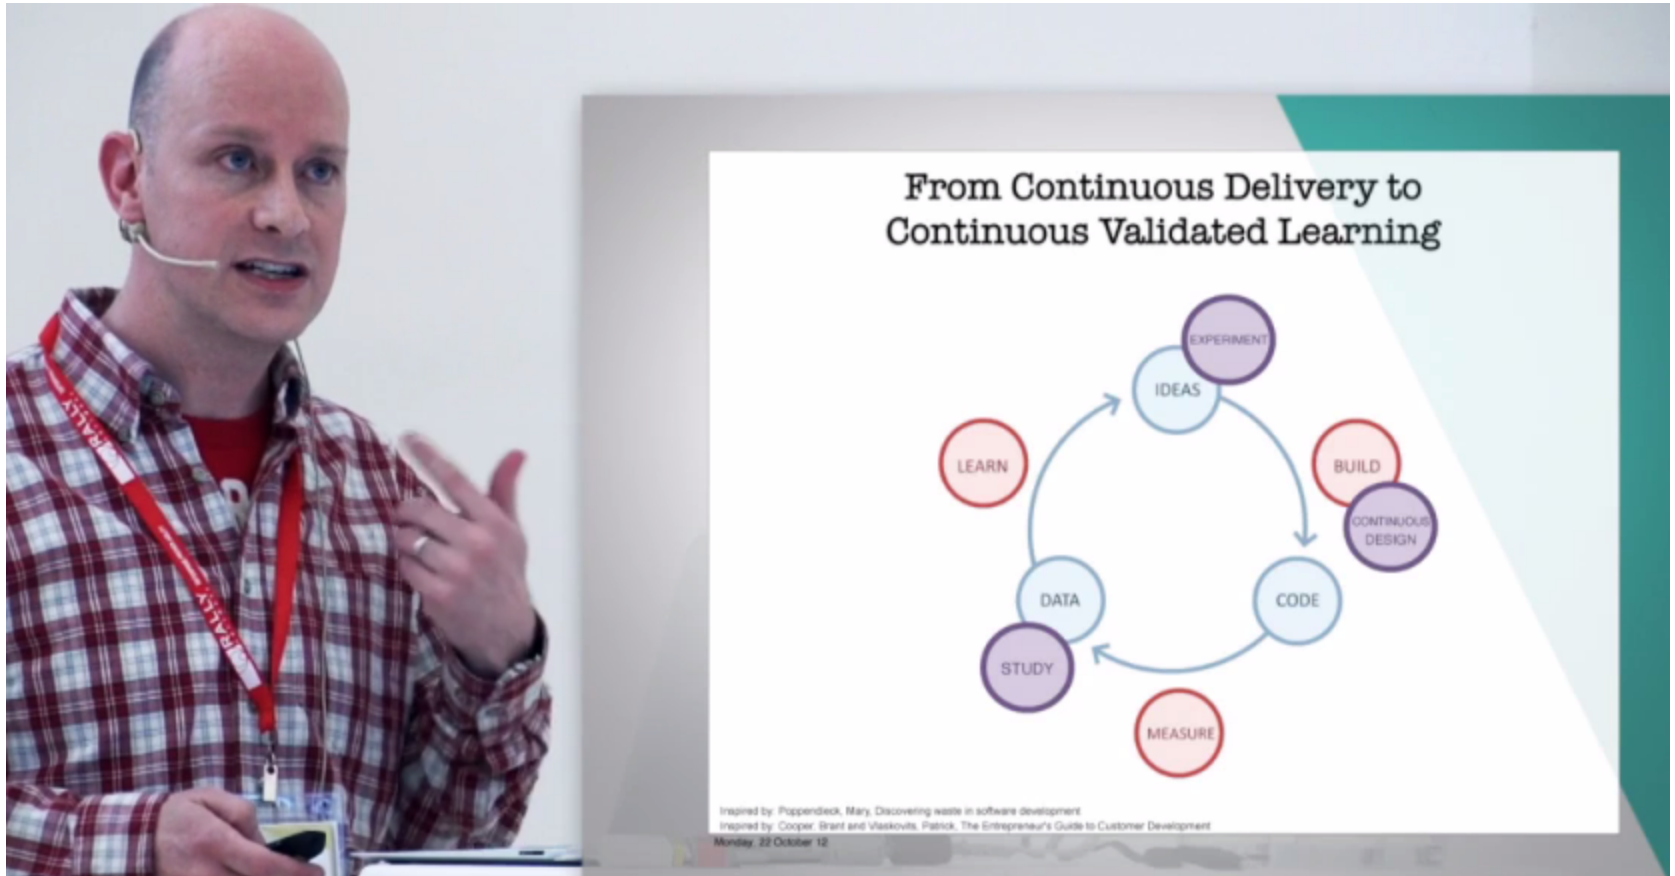 From Continuous Delivery to
Continuous Validated Learning
EXPERIMENT
IDEAS
LEARN
BUILD
CONTINUOUS
DESIGN
DATA
CODE
STUDY
MEASURE
Inspired by: Poppendieck, Mary, Discovering waste in software development
Inspired by: Cooper, Brant and Vlaskovits, Patrick, The Entrepreneur's Guide to Customer Development
Monday, 22 October 12
RALLY
RALLY